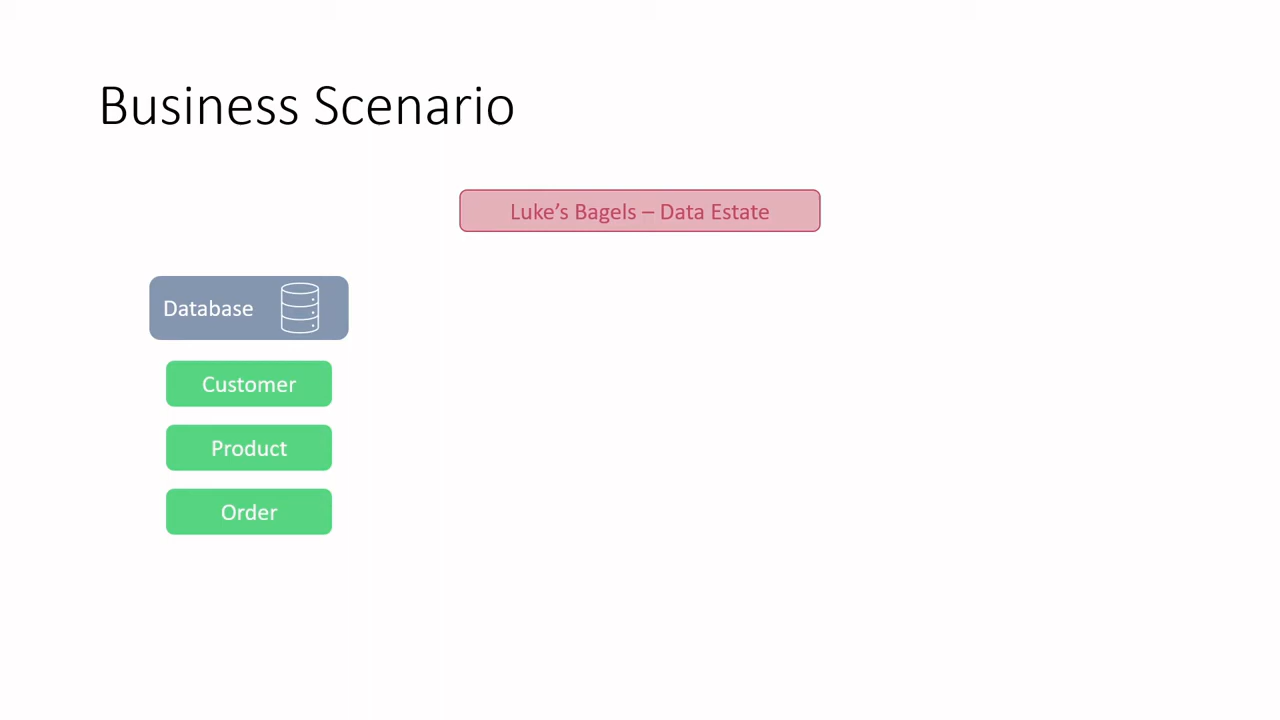 Business Scenario
Luke’s Bagels – Data Estate
Database
Customer
Product
Order